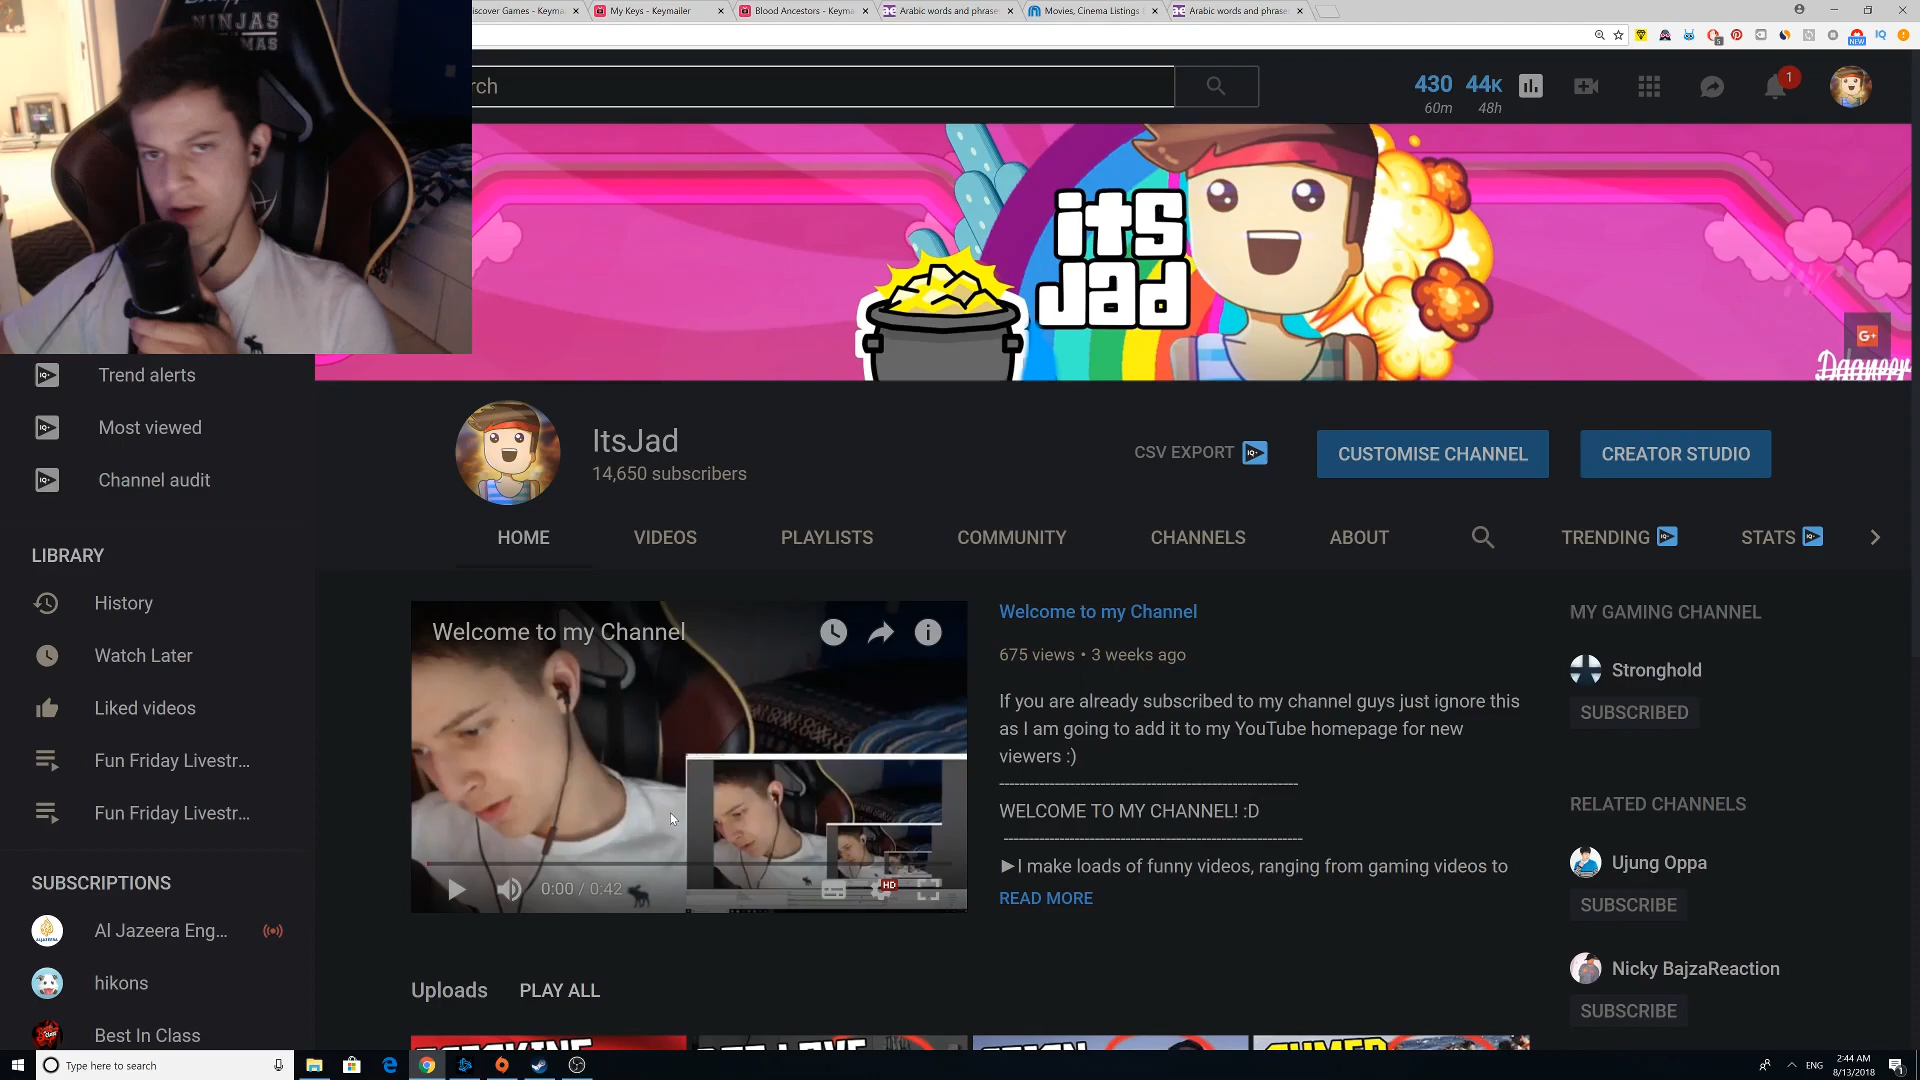 NINJAS
MAS
iscover Games - Keyma
My Keys - Keymailer
Blood Ancestors - Keyma
Arabic words and phrase
Movies, Cinema Listings
Arabic words and phrase
rch
430 44K
60m 48h
1
its
Jad
G+
Trend alerts
Most viewed
Channel audit
ItsJad
14,650 subscribers
CSV EXPORT
CUSTOMISE CHANNEL
CREATOR STUDIO
HOME VIDEOS PLAYLISTS COMMUNITY CHANNELS ABOUT TRENDING STATS
LIBRARY
History
Watch Later
Liked videos
Fun Friday Livestr...
Fun Friday Livestr...
SUBSCRIPTIONS
Al Jazeera Eng...
hikons
Best In Class
Welcome to my Channel
0:00 / 0:42
HD
Welcome to my Channel
675 views • 3 weeks ago
If you are already subscribed to my channel guys just ignore this
as I am going to add it to my YouTube homepage for new
viewers :)
WELCOME TO MY CHANNEL! :D
►I make loads of funny videos, ranging from gaming videos to
READ MORE
MY GAMING CHANNEL
Stronghold
SUBSCRIBED
RELATED CHANNELS
Ujung Oppa
SUBSCRIBE
Nicky BajzaReaction
SUBSCRIBE
Uploads PLAY ALL
Type here to search
ENG
2:44 AM
8/13/2018